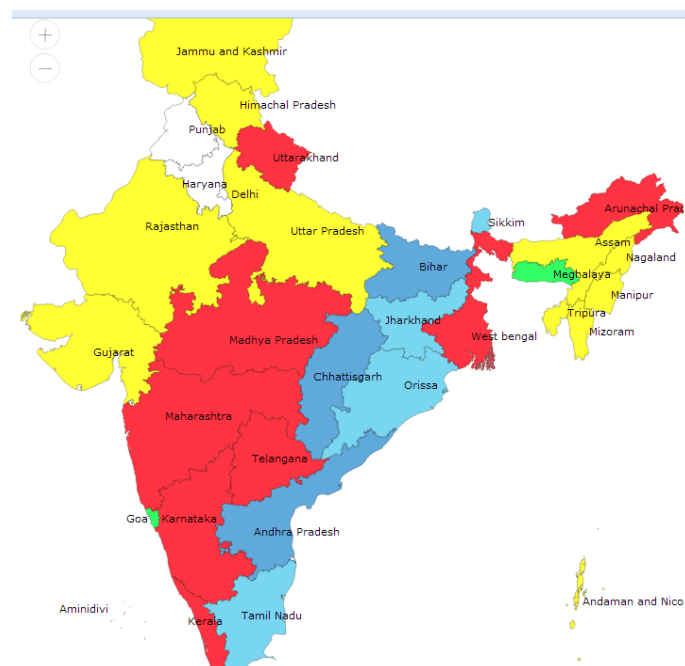 Jammu and Kashmir
Himachal Pradesh
Punjab
Uttarakhand
Haryana
Delhi
Rajasthan
Uttar Pradesh
Sikkim
Arunachal Prac
Assam
Nagaland
Bihar
Meghalaya
Manipur
Jharkhand
Tripura
Mizoram
Madhya Pradesh
West bengal
Gujarat
Chhattisgarh
Orissa
Maharashtra
Telangana
Goa
Karnataka
Andhra Pradesh
Aminidivi
Andaman and Nico
Kerala
Tamil Nadu